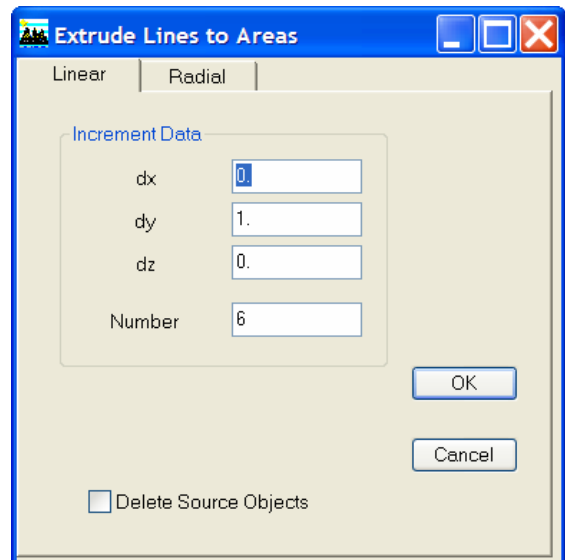 Extrude Lines to Areas
Linear Radial
Increment Data
dx 0.
dy 1.
dz 0.
Number 6
OK
Cancel
Delete Source Objects